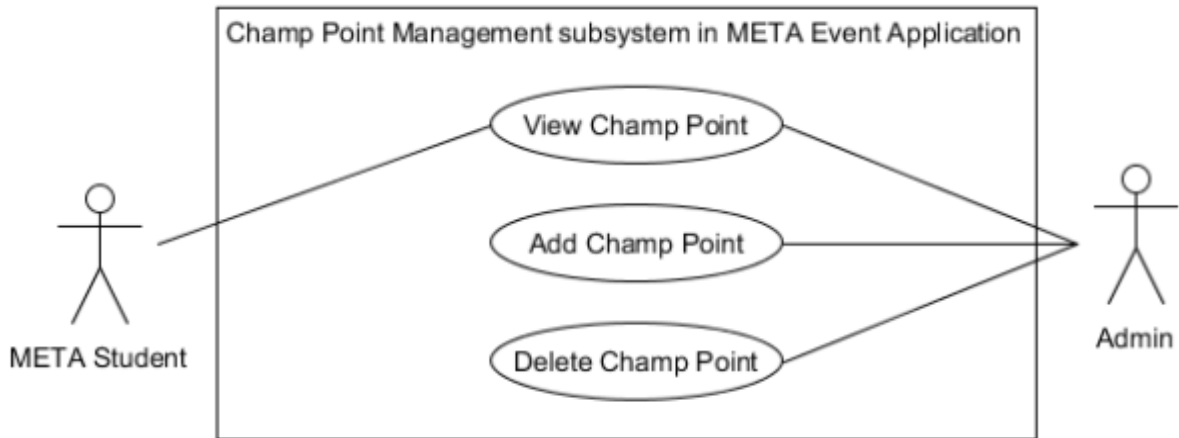 Champ Point Management subsystem in META Event Application
View Champ Point
Add Champ Point
Delete Champ Point
META Student
Admin